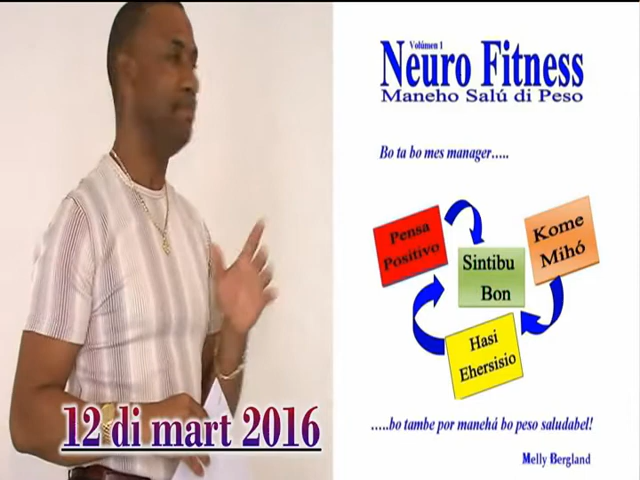 Volúmen 1
Neuro Fitness
Maneho Salú di Peso
Bo ta bo mes manager.....
Pensa
Positivo
Kome
Mihó
Sintibu
Bon
Hasi
Ehersisio
.....bo tambe por manehá bo peso saludabel!
Melly Bergland
12 di mart 2016